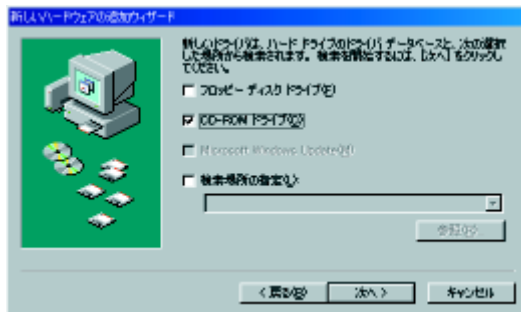 新しいハードウェアの追加ウィザード
新しいドライバは、ハード ドライブのドライバ データベースと、次の選択
した場所から検索されます。検索を開始するには、[次へ] をクリックし
てください。
フロッピー ディスク ドライブ(F)
CD-ROM ドライブ(C)
Microsoft Windows Update(M)
検索場所の指定(L):
参照(R)...
< 戻る(B)
次へ >
キャンセル